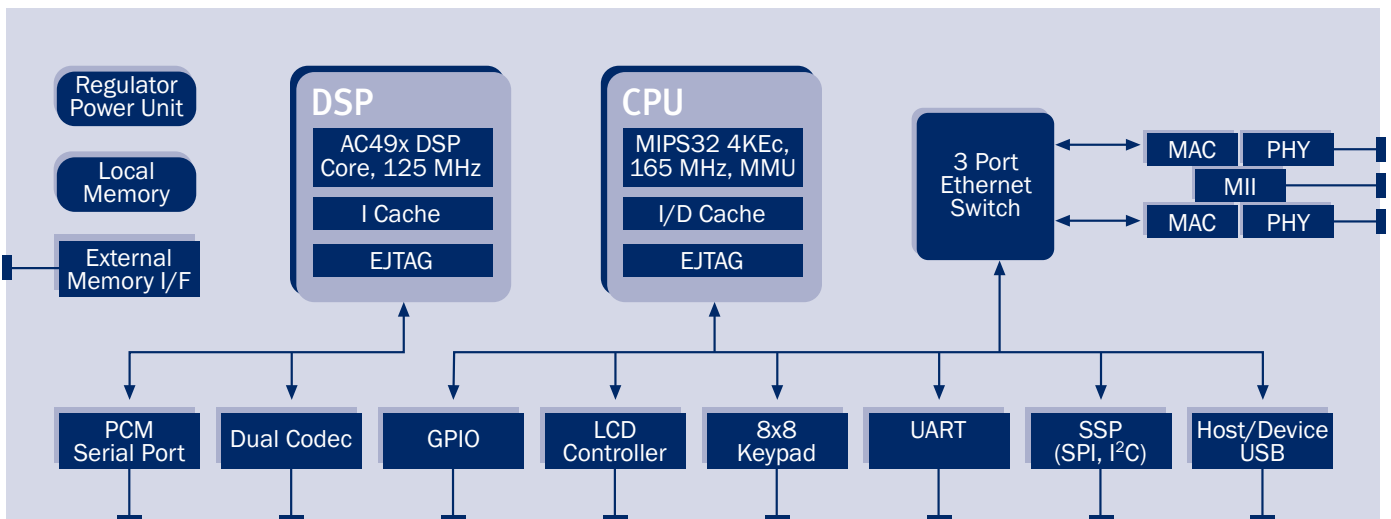 Regulator
Power Unit
Local
Memory
External
Memory I/F
DSP
AC49x DSP
Core, 125 MHz
I Cache
EJTAG
CPU
MIPS32 4KEc,
165 MHz, MMU
I/D Cache
EJTAG
3 Port
Ethernet
Switch
MAC
PHY
MII
MAC
PHY
PCM
Serial Port
Dual Codec
GPIO
LCD
Controller
8x8
Keypad
UART
SSP
(SPI, I²C)
Host/Device
USB